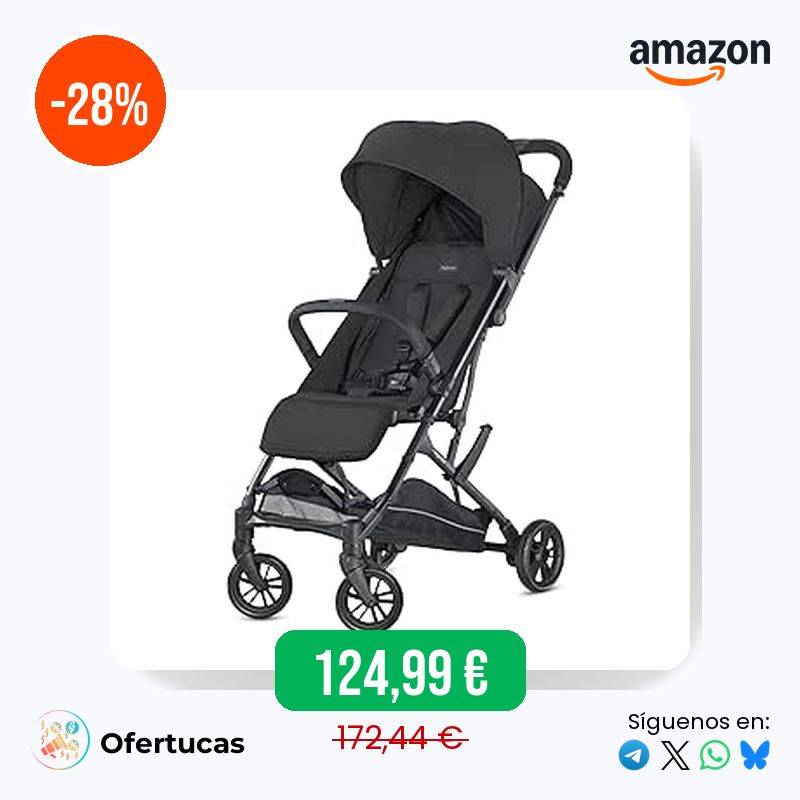 -28%
amazon
124,99 €
172,44 €
Ofertucas
Síguenos en: